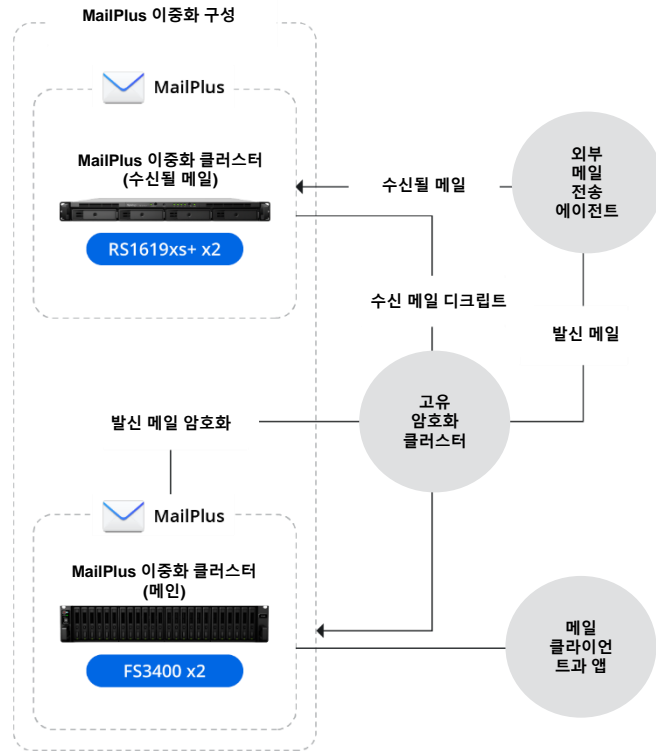 MailPlus 이중화 구성
MailPlus
MailPlus 이중화 클러스터
(수신될 메일)
RS1619xs+ x2
수신될 메일
외부
메일
전송
에이전트
수신 메일 디크립트
발신 메일
고유
암호화
클러스터
발신 메일 암호화
MailPlus
MailPlus 이중화 클러스터
(메인)
FS3400 x2
메일
클라이언
트과 앱